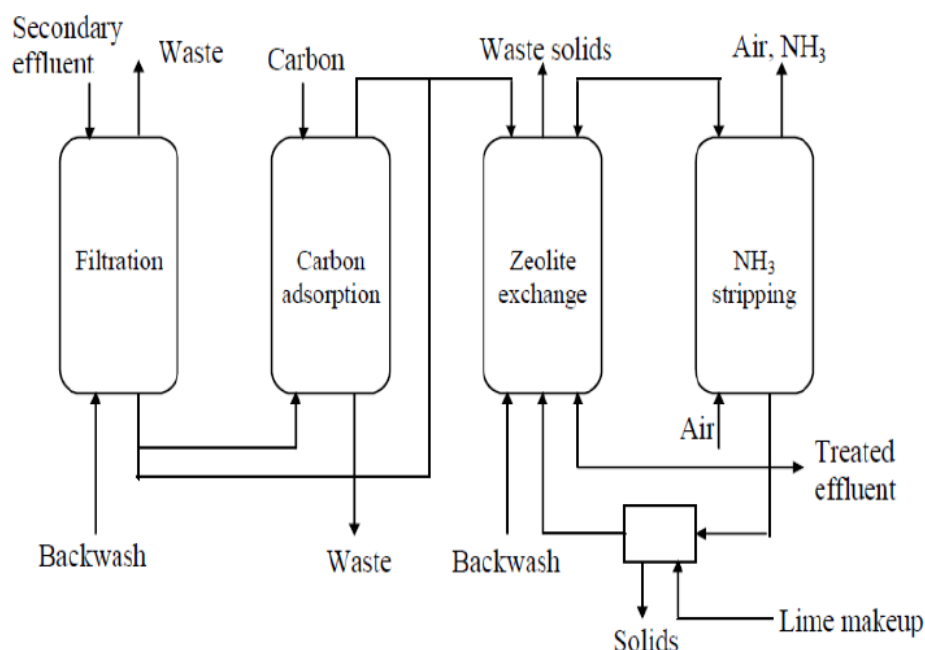 Secondary
effluent
Waste
Carbon
Waste solids
Air, NH₃
Filtration
Carbon
adsorption
Zeolite
exchange
NH₃
stripping
Air
Treated
effluent
Backwash
Waste
Backwash
Solids
Lime makeup